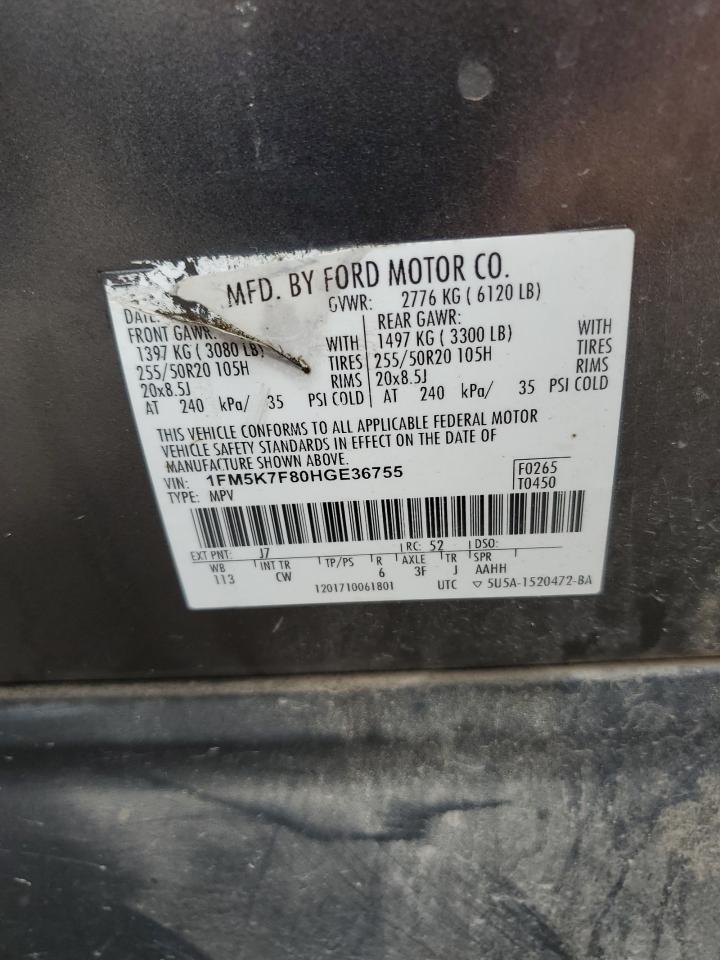 MFD. BY FORD MOTOR CO.
DATE: GVWR: 2776 KG ( 6120 LB)
FRONT GAWR: REAR GAWR:
1397 KG ( 3080 LB) WITH 1497 KG ( 3300 LB) WITH
255/50R20 105H TIRES 255/50R20 105H TIRES
20x8.5J RIMS 20x8.5J RIMS
AT 240 kPa/ 35 PSI COLD AT 240 kPa/ 35 PSI COLD
THIS VEHICLE CONFORMS TO ALL APPLICABLE FEDERAL MOTOR
VEHICLE SAFETY STANDARDS IN EFFECT ON THE DATE OF
MANUFACTURE SHOWN ABOVE.
VIN: 1FM5K7F80HGE36755 F0265
TYPE: MPV T0450
EXT PNT: J7 RC: 52 DSO:
WB INT TR TP/PS R AXLE TR SPR
113 CW 6 3F J AAHH
1201710061801 UTC ▽ 5U5A-1520472-BA